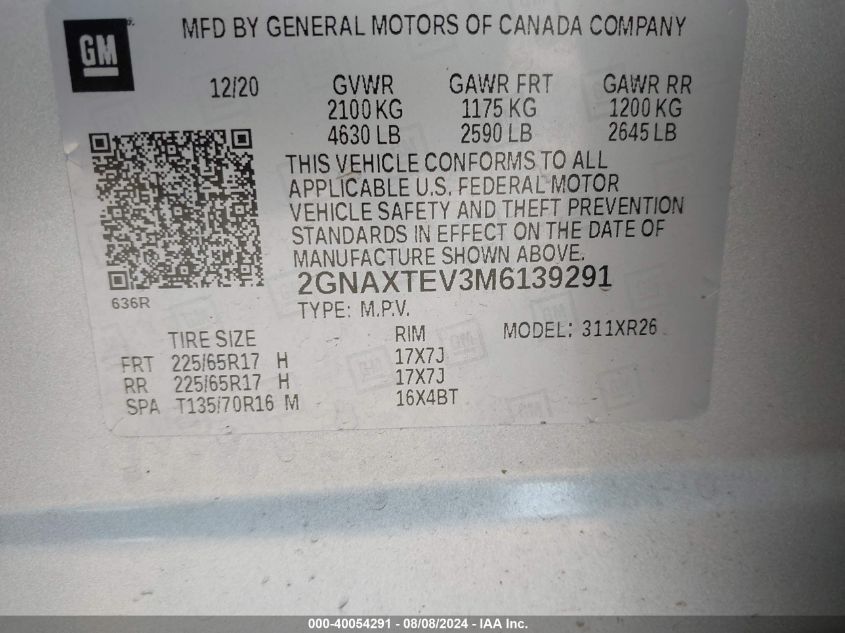 GM
MFD BY GENERAL MOTORS OF CANADA COMPANY
12/20 GVWR GAWR FRT GAWR RR
2100 KG 1175 KG 1200 KG
4630 LB 2590 LB 2645 LB
THIS VEHICLE CONFORMS TO ALL
APPLICABLE U.S. FEDERAL MOTOR
VEHICLE SAFETY AND THEFT PREVENTION
STANDARDS IN EFFECT ON THE DATE OF
MANUFACTURE SHOWN ABOVE.
2GNAXTEV3M6139291
636R
TYPE: M.P.V.
TIRE SIZE RIM MODEL: 311XR26
FRT 225/65R17 H 17X7J
RR 225/65R17 H 17X7J
SPA T135/70R16 M 16X4BT
000-40054291 - 08/08/2024 - IAA Inc.